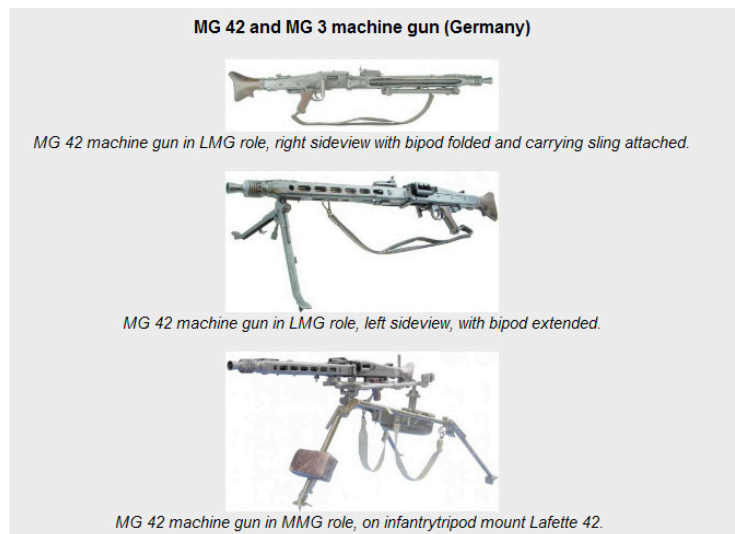 MG 42 and MG 3 machine gun (Germany)
MG 42 machine gun in LMG role, right sideview with bipod folded and carrying sling attached.
MG 42 machine gun in LMG role, left sideview, with bipod extended.
MG 42 machine gun in MMG role, on infantrytripod mount Lafette 42.